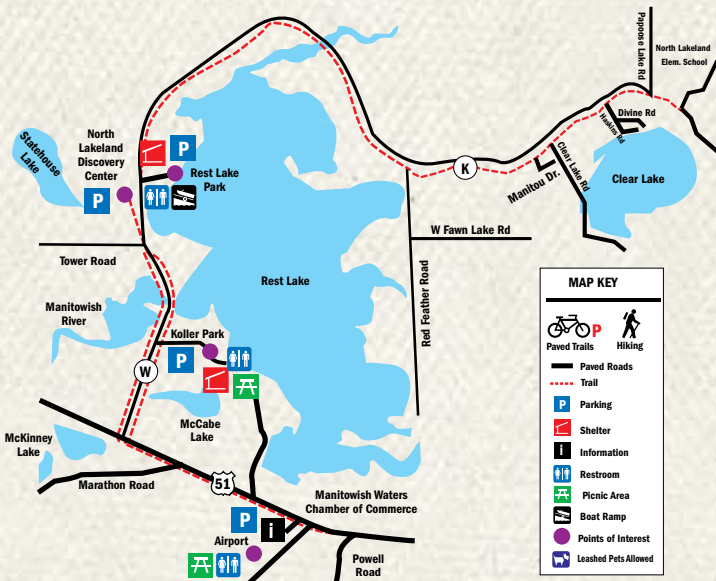 Papoose Lake Rd
North Lakeland
Elem. School
Divine Rd
Haskins Rd
Statehouse
Lake
North
Lakeland
Discovery
Center
P
P
Rest Lake
Park
K
Manitou Dr.
Clear Lake Rd
Clear Lake
W Fawn Lake Rd
Tower Road
Rest Lake
Red Feather Road
Manitowish
River
Koller Park
P
W
McCabe
Lake
McKinney
Lake
Marathon Road
51
Manitowish Waters
Chamber of Commerce
P
i
Airport
Powell
Road
MAP KEY
P
Paved Trails
Hiking
Paved Roads
Trail
P Parking
Shelter
i Information
Restroom
Picnic Area
Boat Ramp
Points of Interest
Leashed Pets Allowed